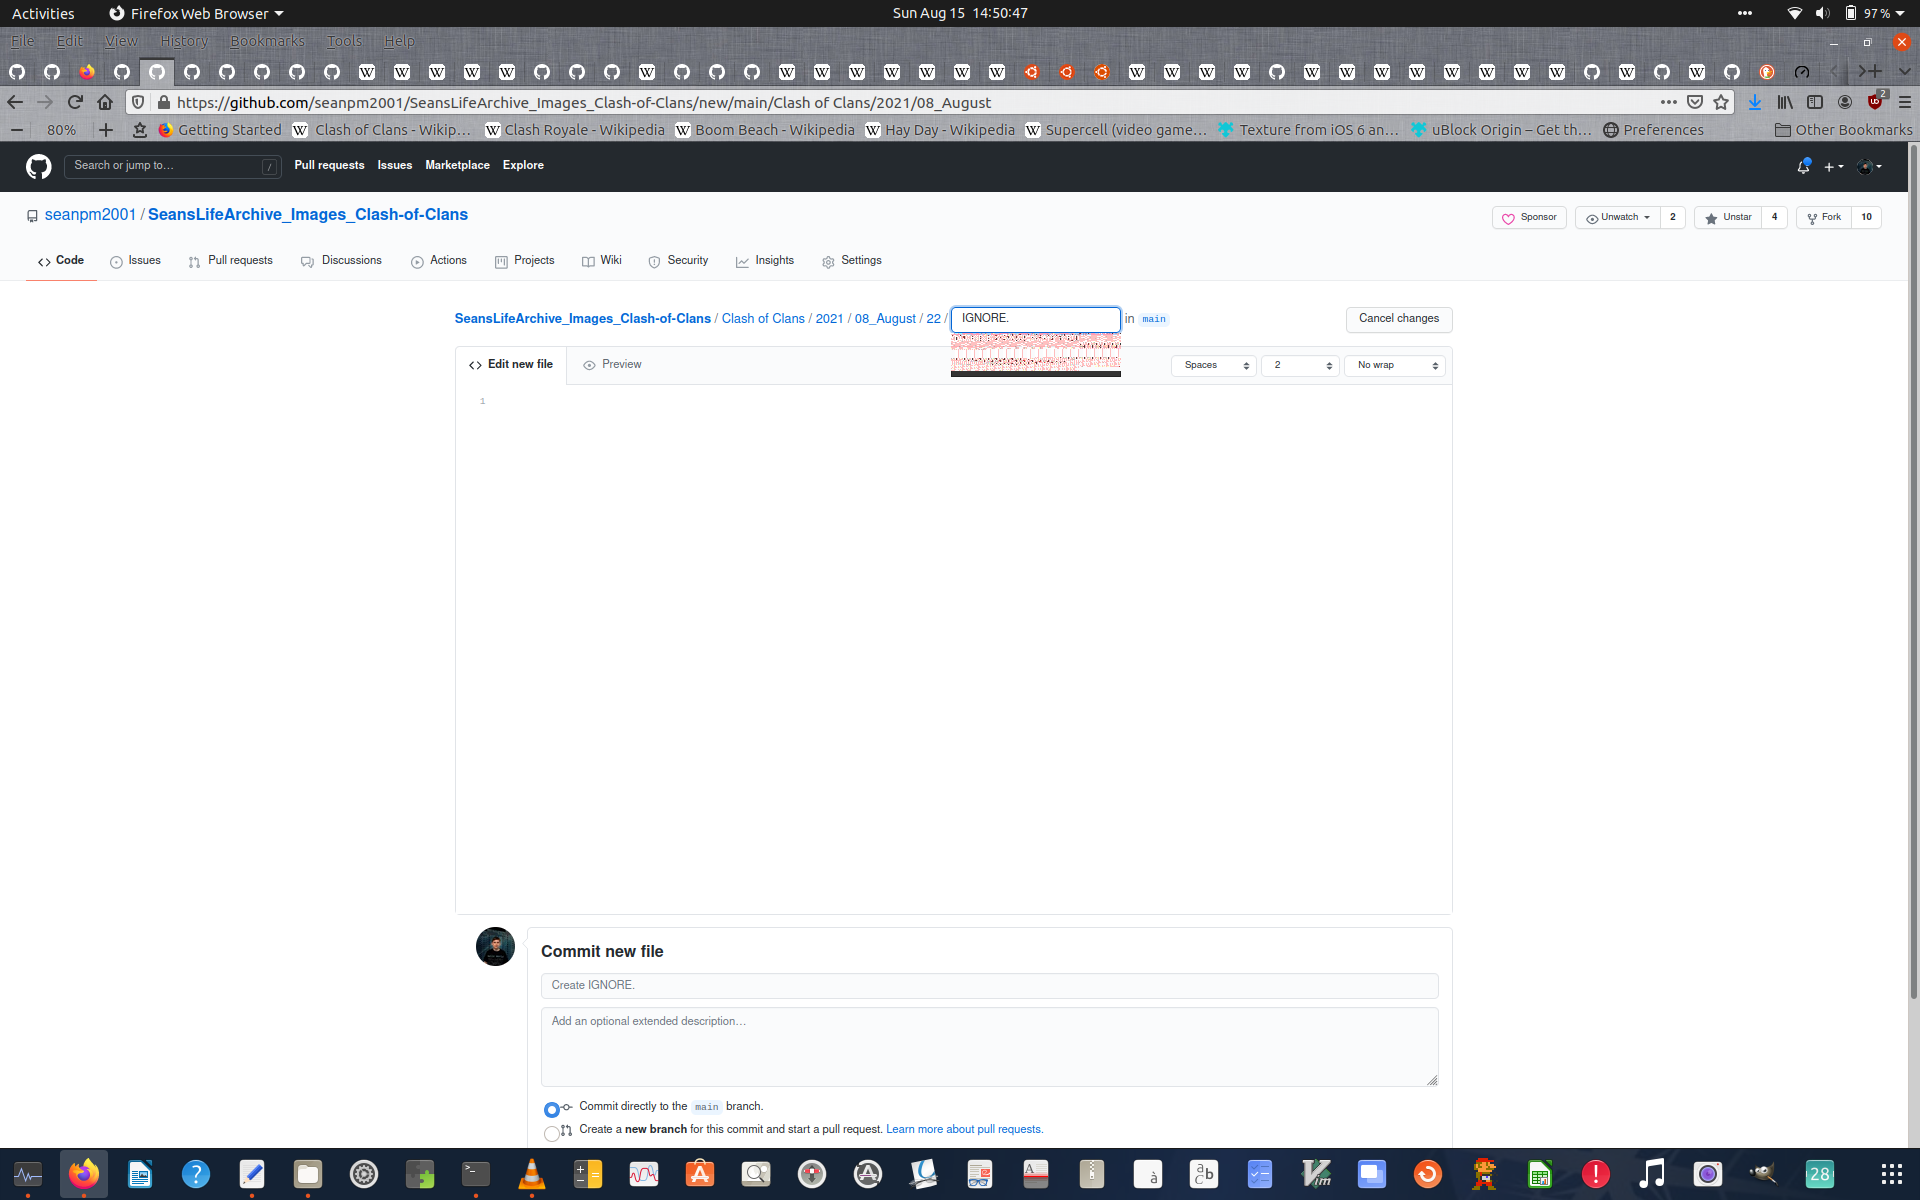 Activities Firefox Web Browser Sun Aug 15 14:50:47 97 %
File Edit View History Bookmarks Tools Help
https://github.com/seanpm2001/SeansLifeArchive_Images_Clash-of-Clans/new/main/Clash of Clans/2021/08_August 2
80% Getting Started Clash of Clans - Wikip… Clash Royale - Wikipedia Boom Beach - Wikipedia Hay Day - Wikipedia Supercell (video game… Texture from iOS 6 an… uBlock Origin – Get th… Preferences Other Bookmarks
Search or jump to… / Pull requests Issues Marketplace Explore
seanpm2001 / SeansLifeArchive_Images_Clash-of-Clans Sponsor Unwatch 2 Unstar 4 Fork 10
Code Issues Pull requests Discussions Actions Projects Wiki Security Insights Settings
SeansLifeArchive_Images_Clash-of-Clans / Clash of Clans / 2021 / 08_August / 22 / IGNORE. in main Cancel changes
Edit new file Preview Spaces 2 No wrap
1
Commit new file
Create IGNORE.
Add an optional extended description…
Commit directly to the main branch.
Create a new branch for this commit and start a pull request. Learn more about pull requests.
28